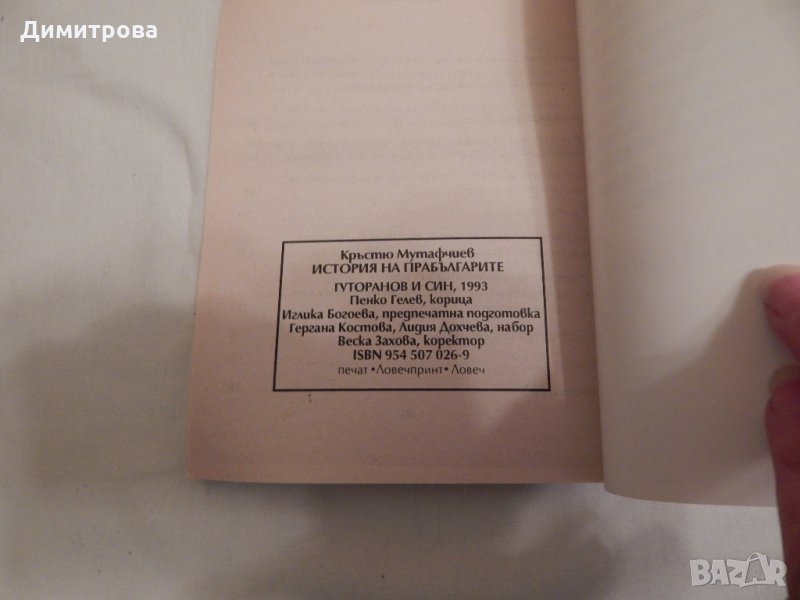 Димитрова
Кръстю Мутафчиев
ИСТОРИЯ НА ПРАБЪЛГАРИТЕ
ГУТОРАНОВ И СИН, 1993
Пенко Гелев, корица
Иглика Богоева, предпечатна подготовка
Гергана Костова, Лидия Дохчева, набор
Веска Захова, коректор
ISBN 954 507 026-9
печат • Ловечпринт • Ловеч
BAZAR